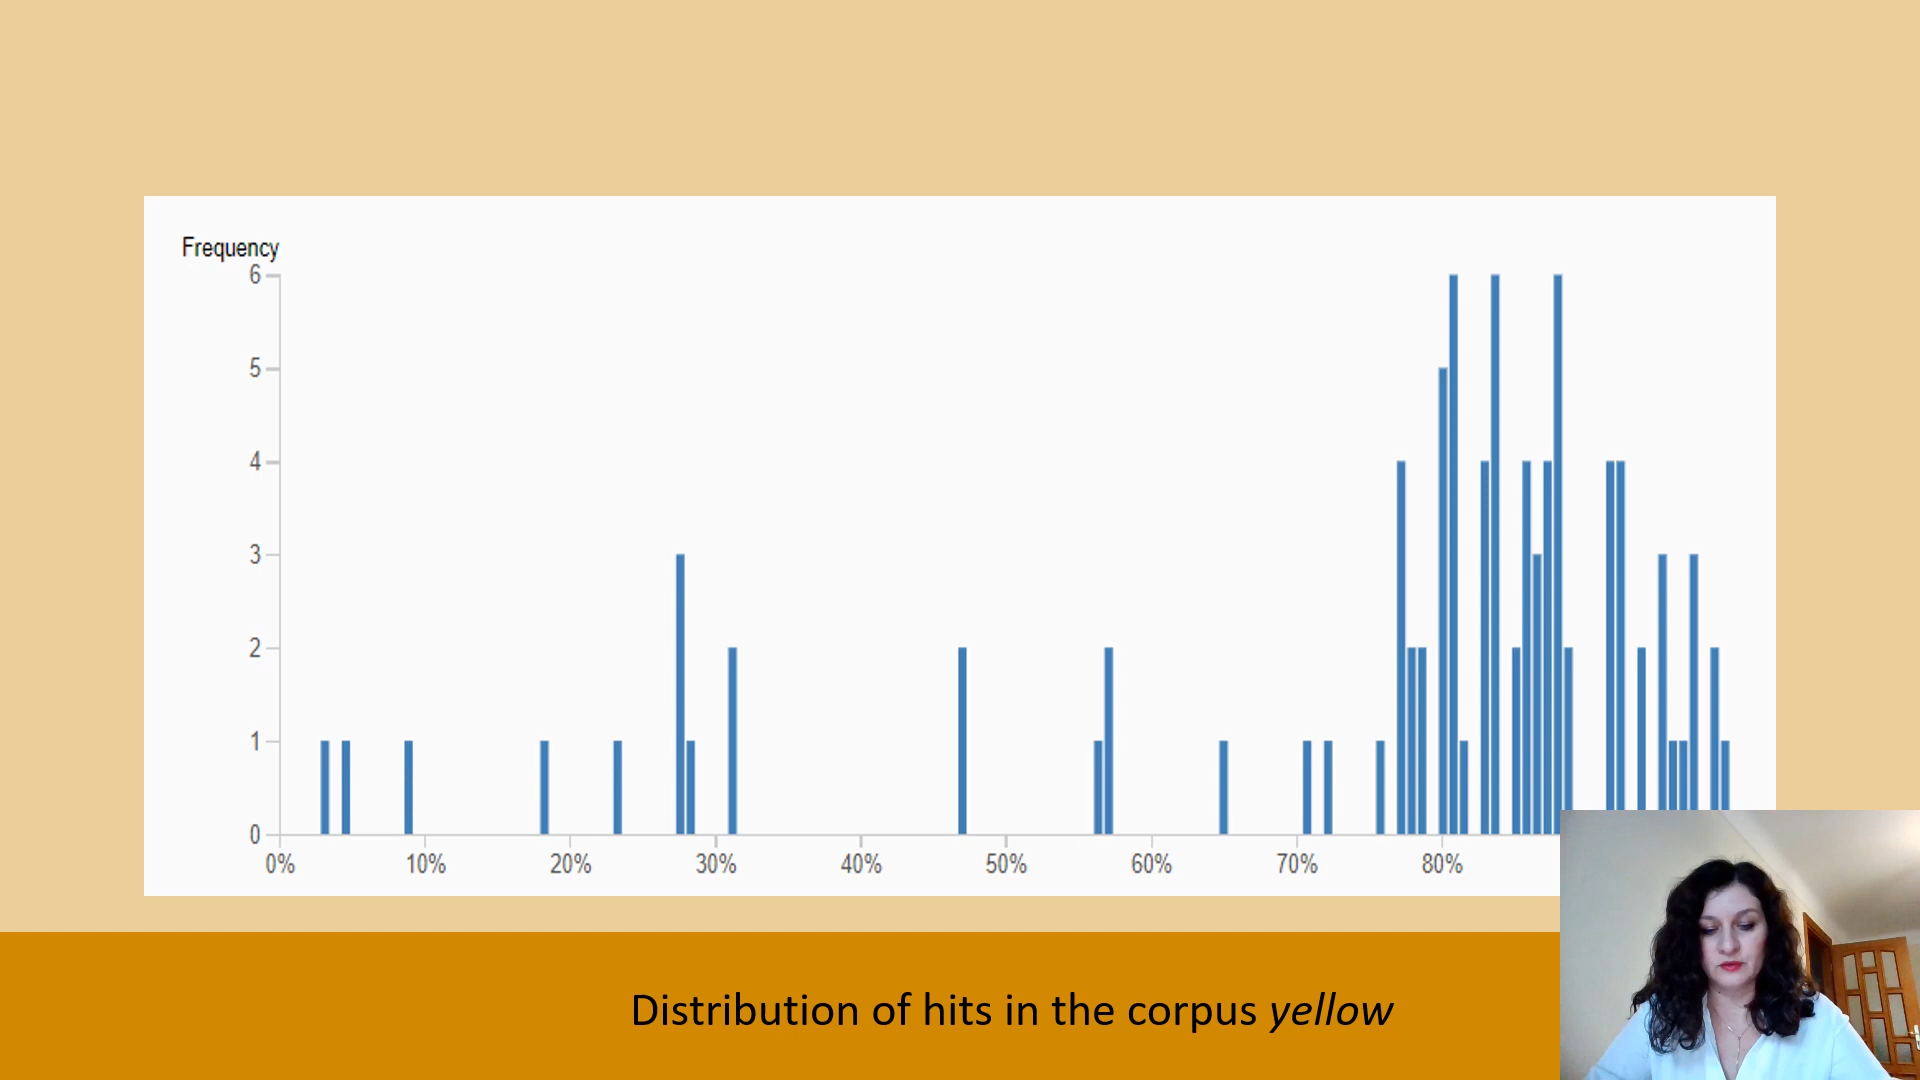 Frequency
6
5
4
3
2
1
0
0% 10% 20% 30% 40% 50% 60% 70% 80%
Distribution of hits in the corpus yellow